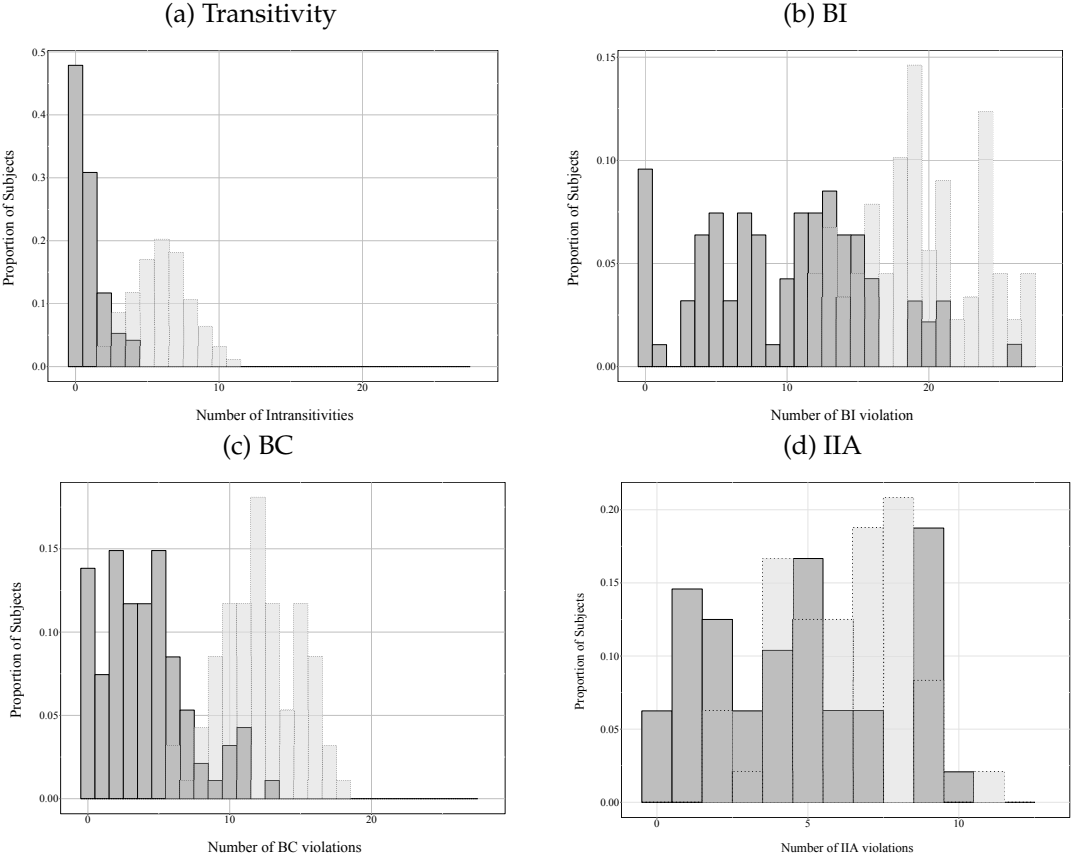 (a) Transitivity
0.5
0.4
0.3
0.2
0.1
0.0
Proportion of Subjects
0 10 20
Number of Intransitivities
(b) BI
0.15
0.10
0.05
0.00
Proportion of Subjects
0 10 20
Number of BI violation
(c) BC
0.15
0.10
0.05
0.00
Proportion of Subjects
0 10 20
Number of BC violations
(d) IIA
0.20
0.15
0.10
0.05
0.00
Proportion of Subjects
0 5 10
Number of IIA violations